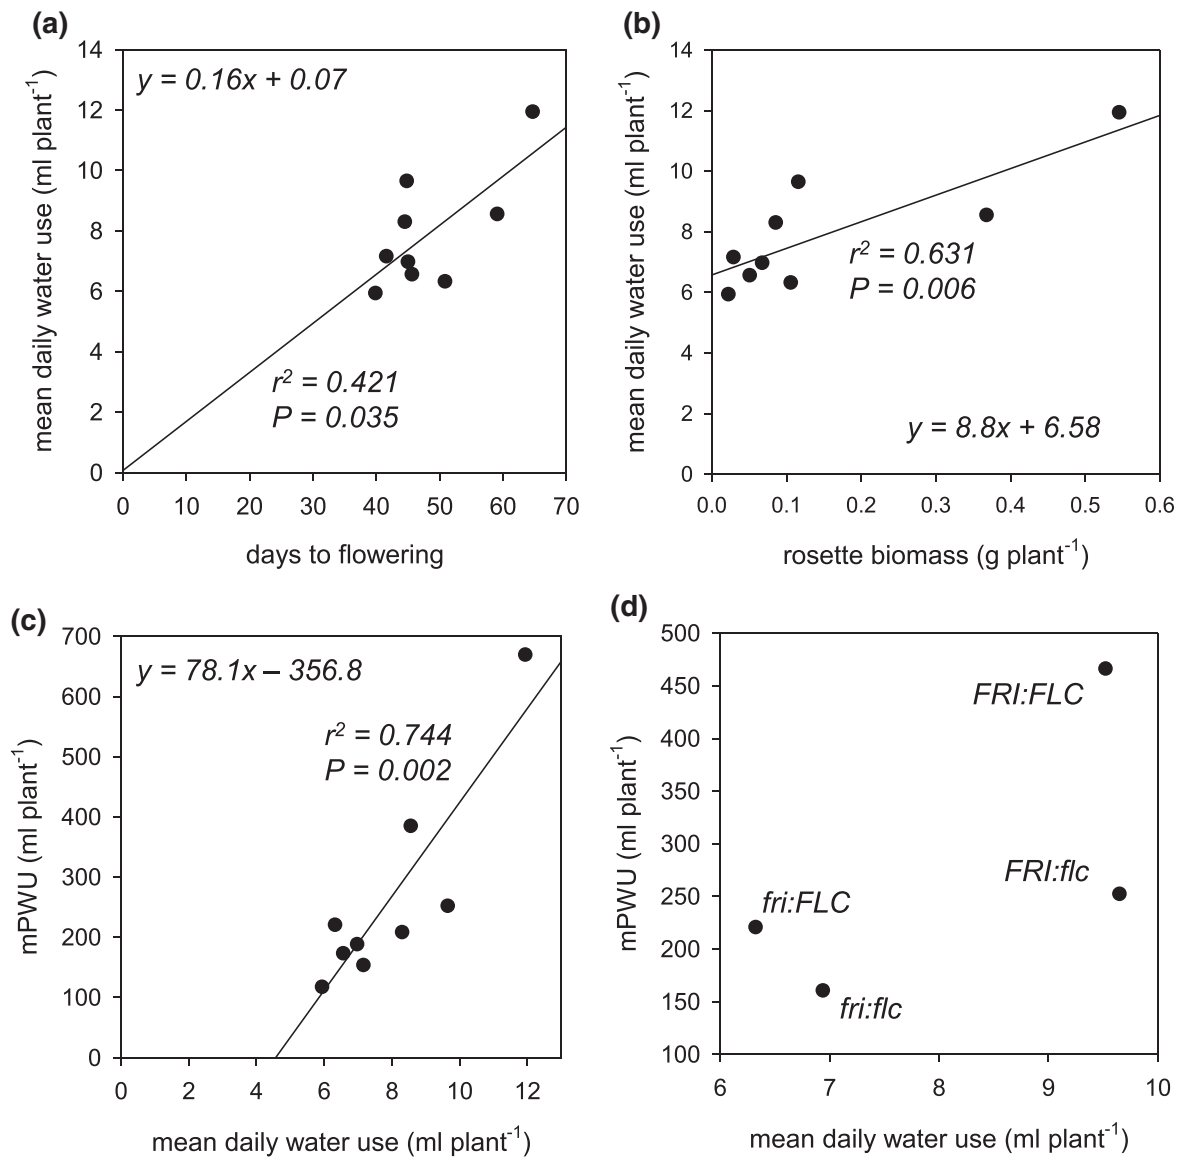 (a)
mean daily water use (ml plant⁻¹)
14
12
10
8
6
4
2
0
y = 0.16x + 0.07
r² = 0.421
P = 0.035
0 10 20 30 40 50 60 70
days to flowering
(b)
mean daily water use (ml plant⁻¹)
14
12
10
8
6
4
2
0
r² = 0.631
P = 0.006
y = 8.8x + 6.58
0.0 0.1 0.2 0.3 0.4 0.5 0.6
rosette biomass (g plant⁻¹)
(c)
mPWU (ml plant⁻¹)
700
600
500
400
300
200
100
0
y = 78.1x – 356.8
r² = 0.744
P = 0.002
0 2 4 6 8 10 12
mean daily water use (ml plant⁻¹)
(d)
mPWU (ml plant⁻¹)
500
450
400
350
300
250
200
150
100
FRI:FLC
FRI:flc
fri:FLC
fri:flc
6 7 8 9 10
mean daily water use (ml plant⁻¹)